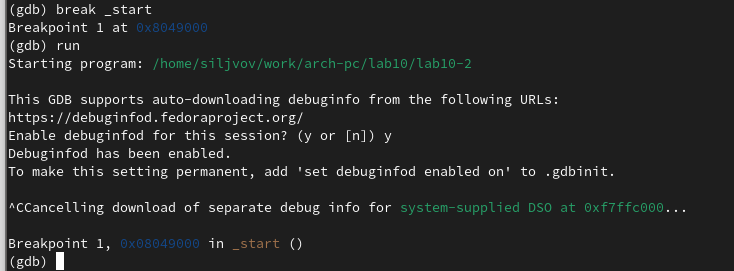 (gdb) break _start
Breakpoint 1 at 0x8049000
(gdb) run
Starting program: /home/siljvov/work/arch-pc/lab10/lab10-2
This GDB supports auto-downloading debuginfo from the following URLs:
https://debuginfod.fedoraproject.org/
Enable debuginfod for this session? (y or [n]) y
Debuginfod has been enabled.
To make this setting permanent, add 'set debuginfod enabled on' to .gdbinit.
^CCancelling download of separate debug info for system-supplied DSO at 0xf7ffc000...
Breakpoint 1, 0x08049000 in _start ()
(gdb)